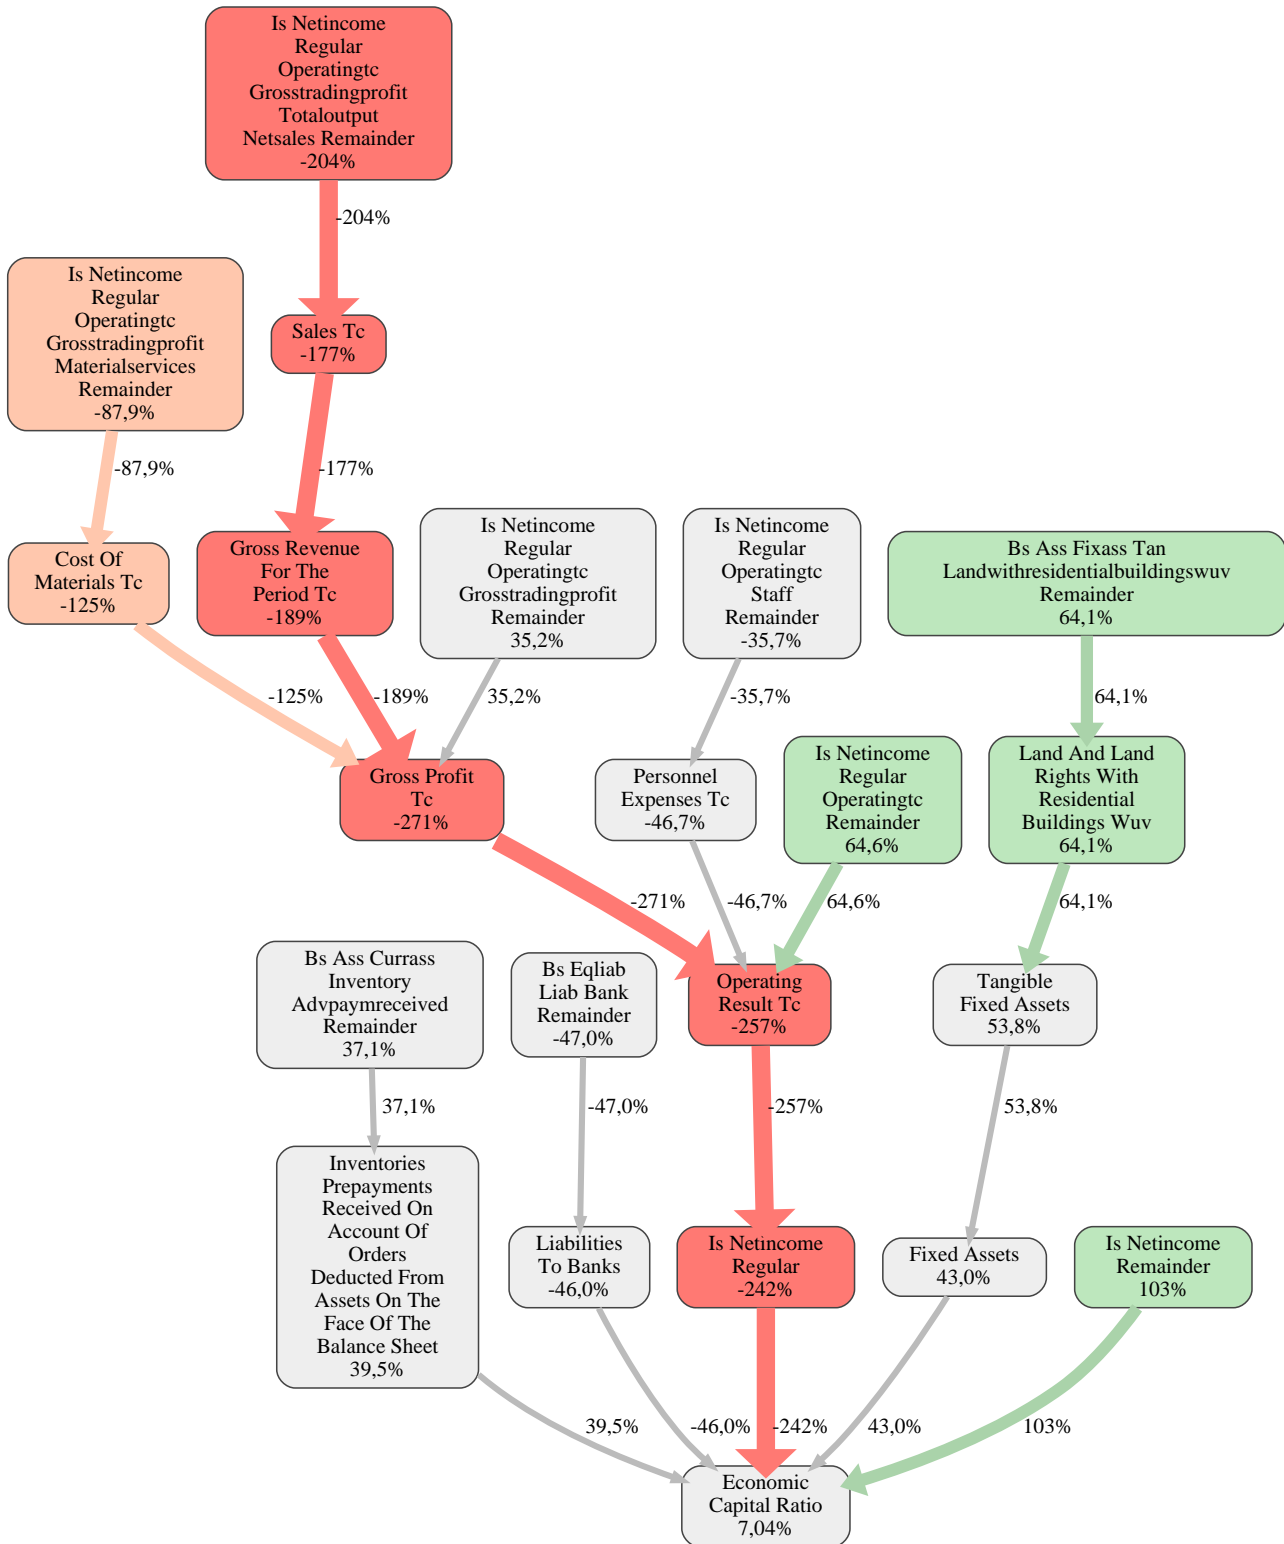 Is Netincome
Regular
Operatingtc
Grosstradingprofit
Totaloutput
Netsales Remainder
-204%
-204%
Is Netincome
Regular
Operatingtc
Grosstradingprofit
Materialservices
Remainder
-87,9%
Sales Tc
-177%
-87,9%
-177%
Cost Of
Materials Tc
-125%
Gross Revenue
For The
Period Tc
-189%
Is Netincome
Regular
Operatingtc
Grosstradingprofit
Remainder
35,2%
Is Netincome
Regular
Operatingtc
Staff
Remainder
-35,7%
Bs Ass Fixass Tan
Landwithresidentialbuildingswuv
Remainder
64,1%
-125%
-189%
35,2%
-35,7%
64,1%
Gross Profit
Tc
-271%
Personnel
Expenses Tc
-46,7%
Is Netincome
Regular
Operatingtc
Remainder
64,6%
Land And Land
Rights With
Residential
Buildings Wuv
64,1%
-271%
-46,7%
64,6%
64,1%
Bs Ass Currass
Inventory
Advpaymreceived
Remainder
37,1%
Bs Eqliab
Liab Bank
Remainder
-47,0%
Operating
Result Tc
-257%
Tangible
Fixed Assets
53,8%
37,1%
-47,0%
-257%
53,8%
Inventories
Prepayments
Received On
Account Of
Orders
Deducted From
Assets On The
Face Of The
Balance Sheet
39,5%
Liabilities
To Banks
-46,0%
Is Netincome
Regular
-242%
Fixed Assets
43,0%
Is Netincome
Remainder
103%
39,5%
-46,0%
-242%
43,0%
103%
Economic
Capital Ratio
7,04%